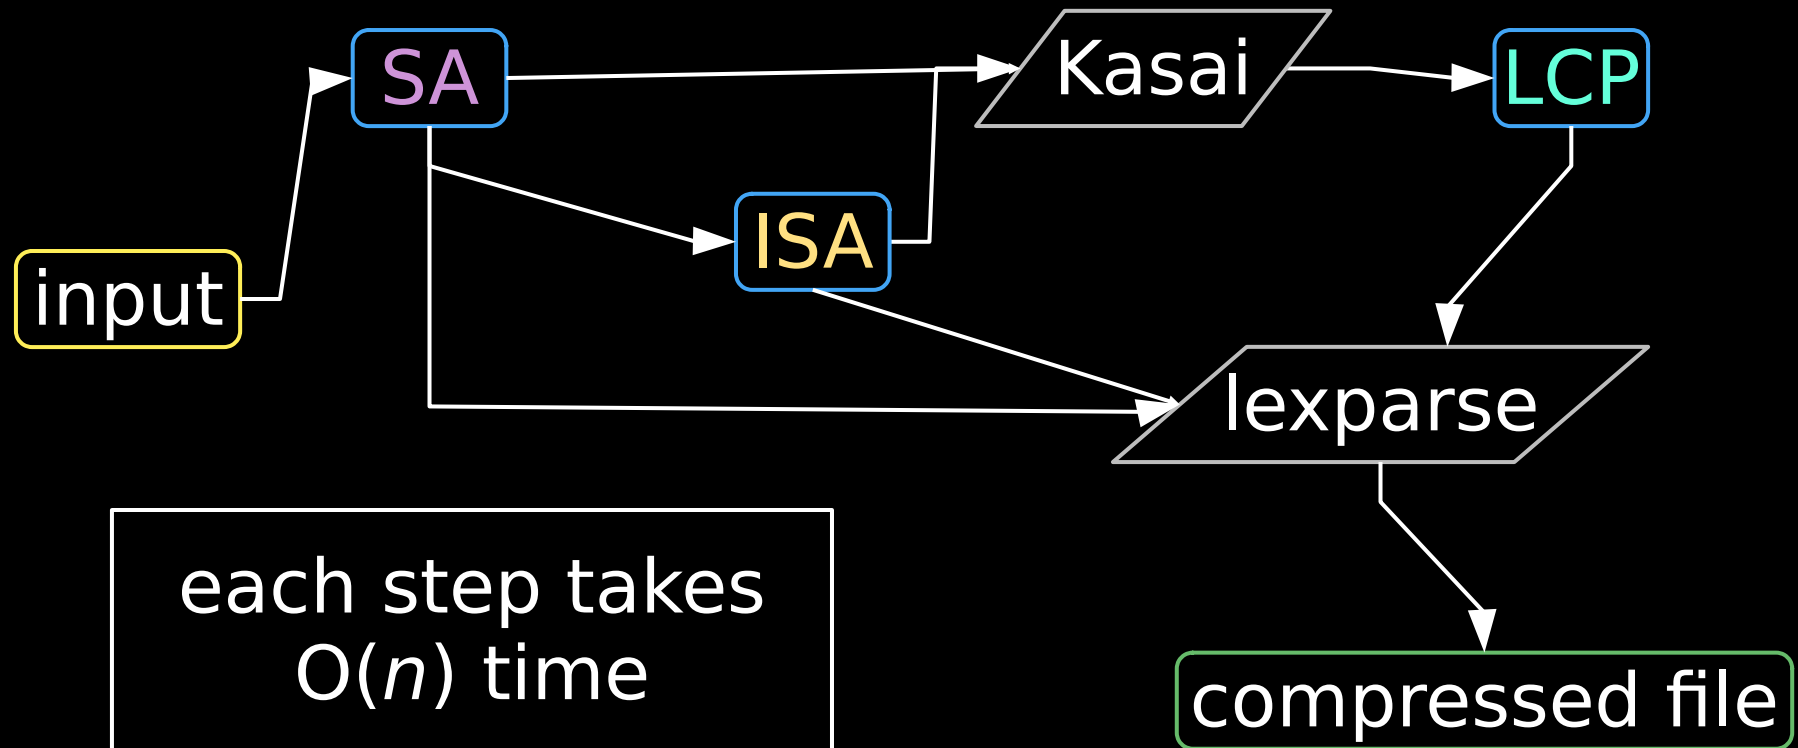 SA
Kasai
LCP
ISA
input
lexparse
each step takes
O(n) time
compressed file